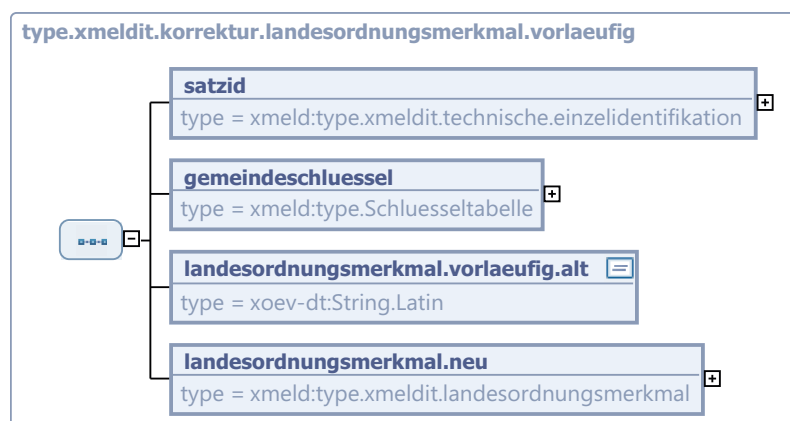 type.xmeldit.korrektur.landesordnungsmerkmal.vorlaeufig
satzid
type = xmeld:type.xmeldit.technische.einzelidentifikation
gemeindeschluessel
type = xmeld:type.Schluesseltabelle
landesordnungsmerkmal.vorlaeufig.alt
type = xoev-dt:String.Latin
landesordnungsmerkmal.neu
type = xmeld:type.xmeldit.landesordnungsmerkmal